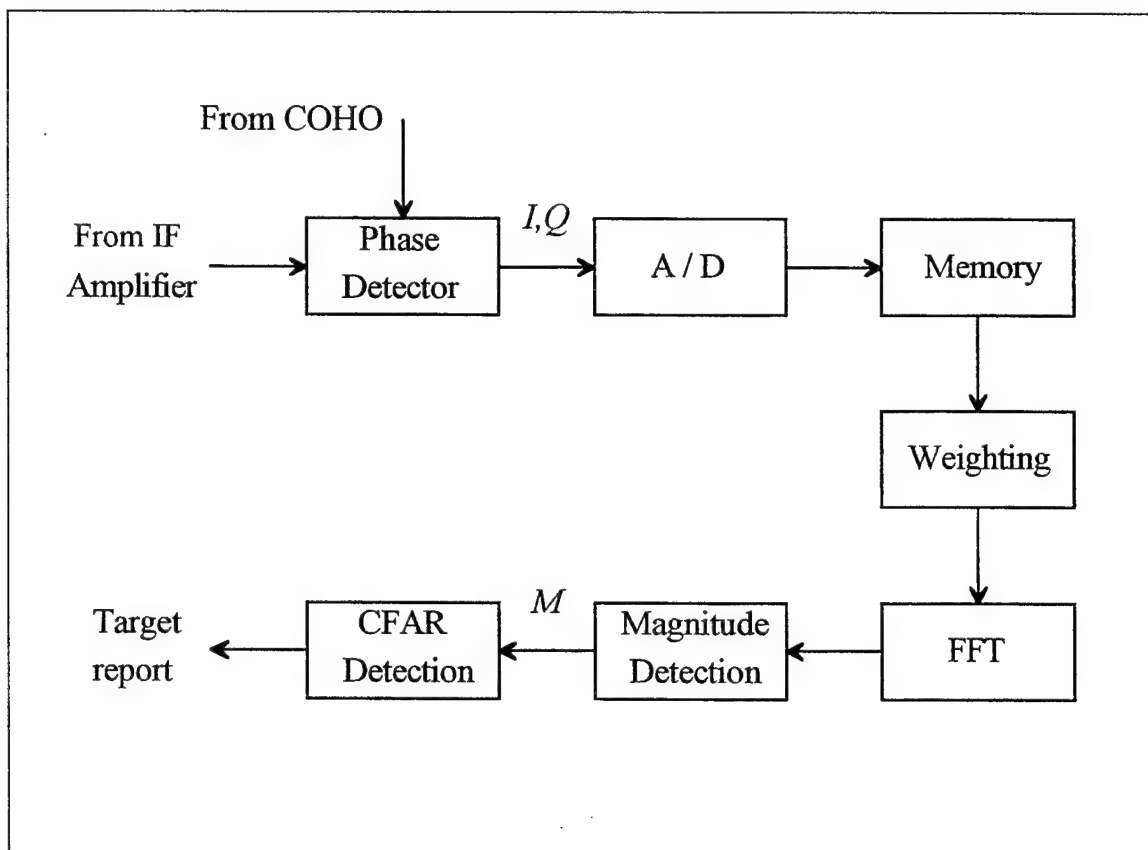 From COHO
From IF
Amplifier
Phase
Detector
I,Q
A / D
Memory
Weighting
FFT
Magnitude
Detection
M
CFAR
Detection
Target
report